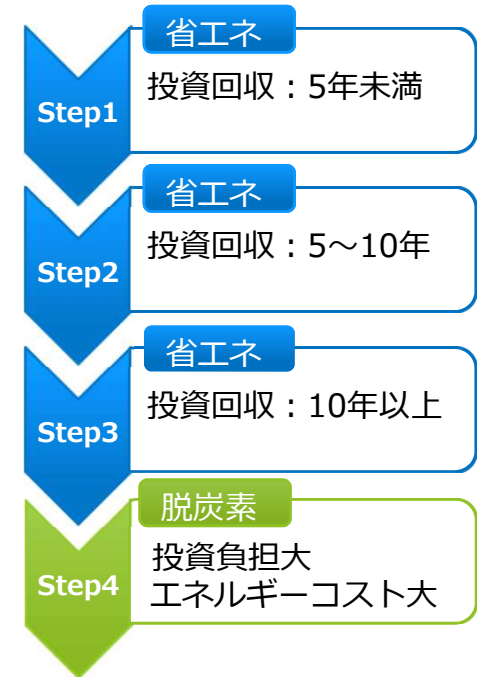 省エネ
Step1
投資回収：5年未満
省エネ
Step2
投資回収：5～10年
省エネ
Step3
投資回収：10年以上
脱炭素
Step4
投資負担大
エネルギーコスト大